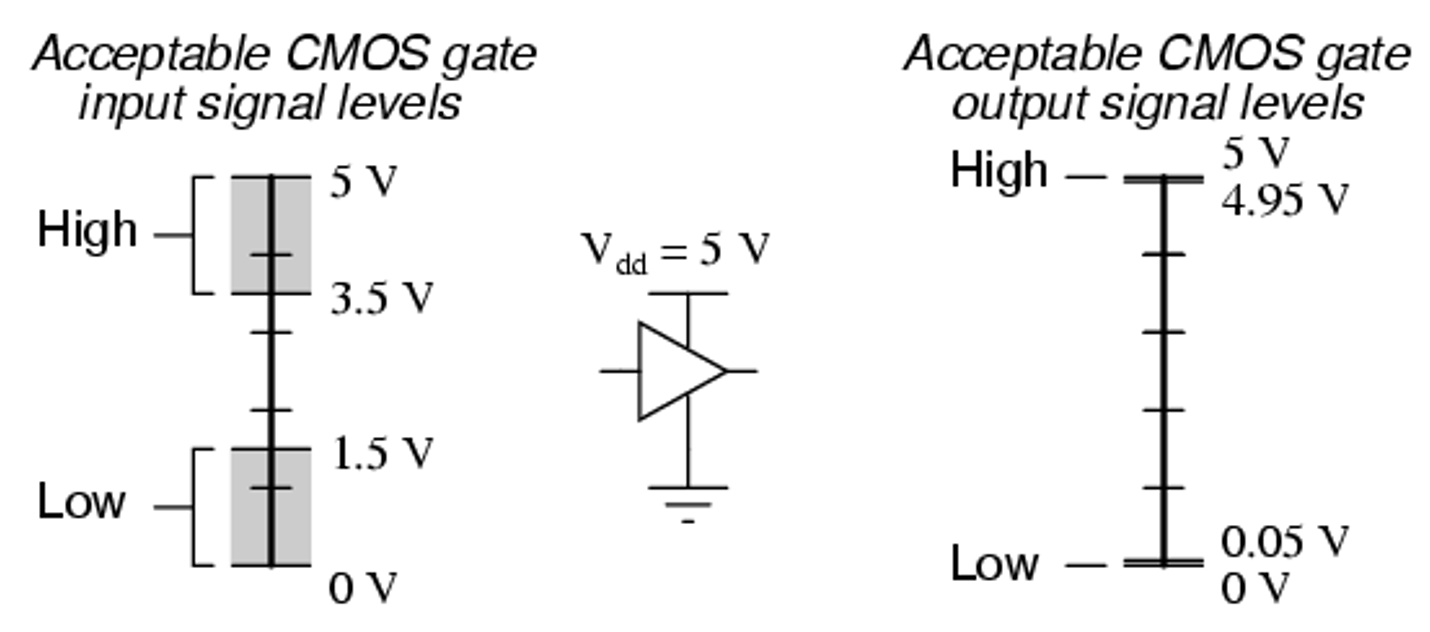 Acceptable CMOS gate
input signal levels
High
5 V
3.5 V
Low
1.5 V
0 V
Vdd = 5 V
Acceptable CMOS gate
output signal levels
High
5 V
4.95 V
Low
0.05 V
0 V